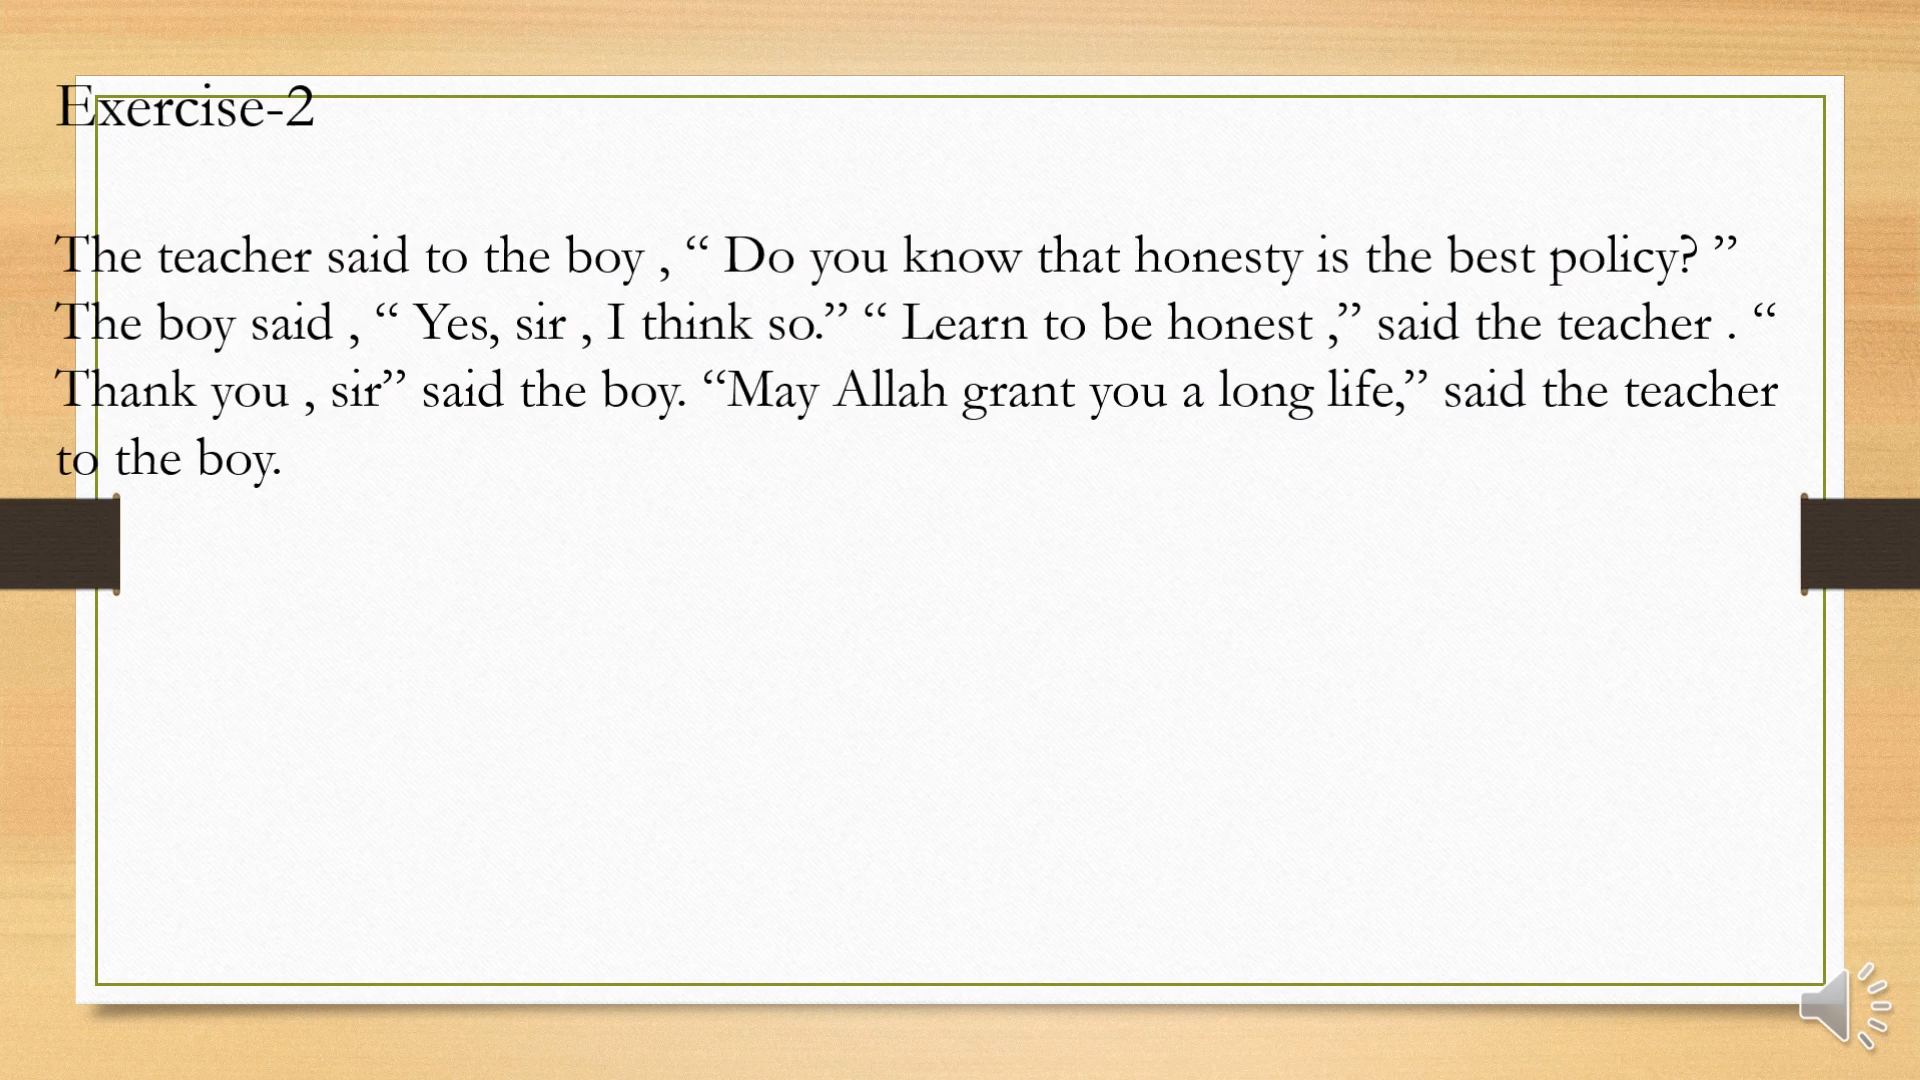 Exercise-2
The teacher said to the boy , “ Do you know that honesty is the best policy? ”
The boy said , “ Yes, sir , I think so.” “ Learn to be honest ,” said the teacher . “
Thank you , sir” said the boy. “May Allah grant you a long life,” said the teacher
to the boy.